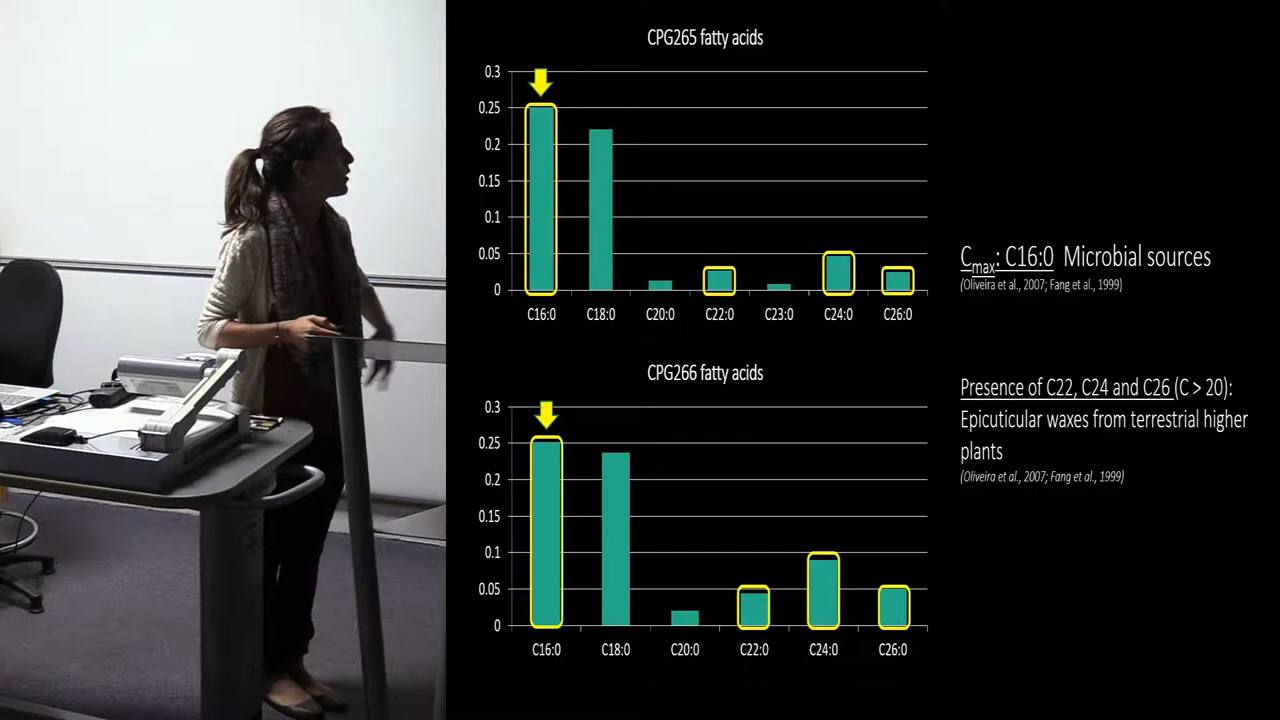 CPG265 fatty acids
0.3
0.25
0.2
0.15
0.1
0.05
0
C16:0 C18:0 C20:0 C22:0 C23:0 C24:0 C26:0
Cmax: C16:0 Microbial sources
(Oliveira et al., 2007; Fang et al., 1999)
CPG266 fatty acids
0.3
0.25
0.2
0.15
0.1
0.05
0
C16:0 C18:0 C20:0 C22:0 C24:0 C26:0
Presence of C22, C24 and C26 (C > 20):
Epicuticular waxes from terrestrial higher
plants
(Oliveira et al., 2007; Fang et al., 1999)